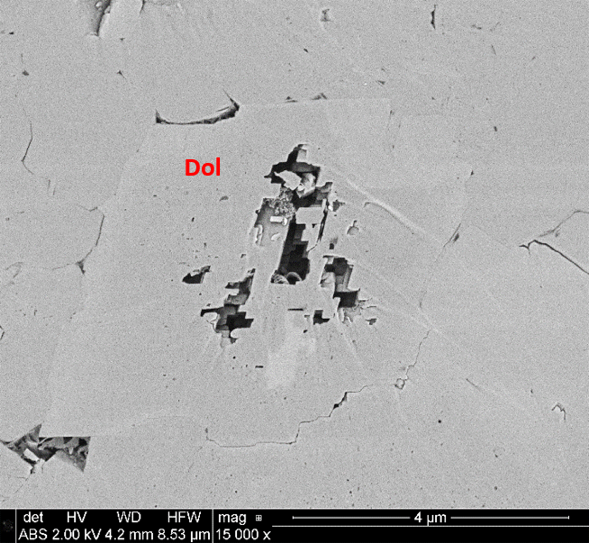 Dol
det HV WD HFW mag ⊞ 4 µm
ABS 2.00 kV 4.2 mm 8.53 µm 15 000 x